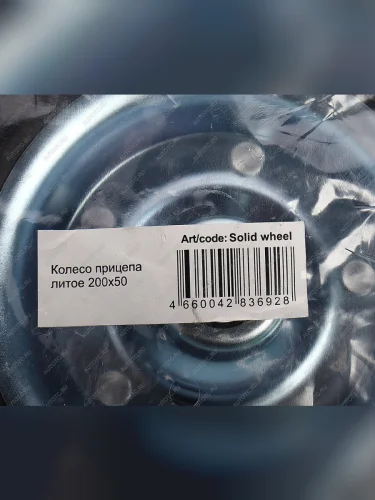 Art/code: Solid wheel
Колесо прицепа
литое 200x50
4 660042 836928